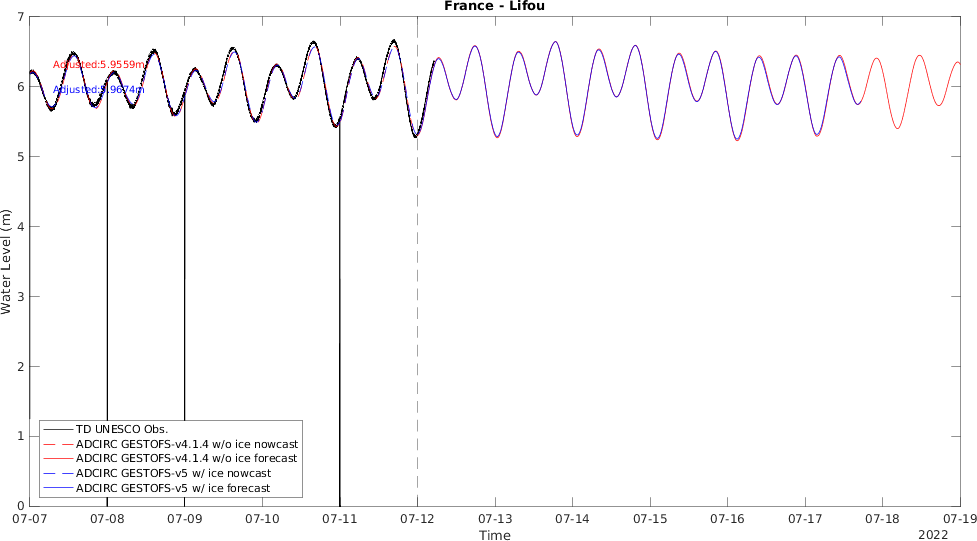 France - Lifou
7
6
5
4
3
2
1
0
Water Level (m)
Adjusted:5.9559m
Adjusted:5.9674m
TD UNESCO Obs.
ADCIRC GESTOFS-v4.1.4 w/o ice nowcast
ADCIRC GESTOFS-v4.1.4 w/o ice forecast
ADCIRC GESTOFS-v5 w/ ice nowcast
ADCIRC GESTOFS-v5 w/ ice forecast
07-07 07-08 07-09 07-10 07-11 07-12 07-13 07-14 07-15 07-16 07-17 07-18 07-19
Time
2022